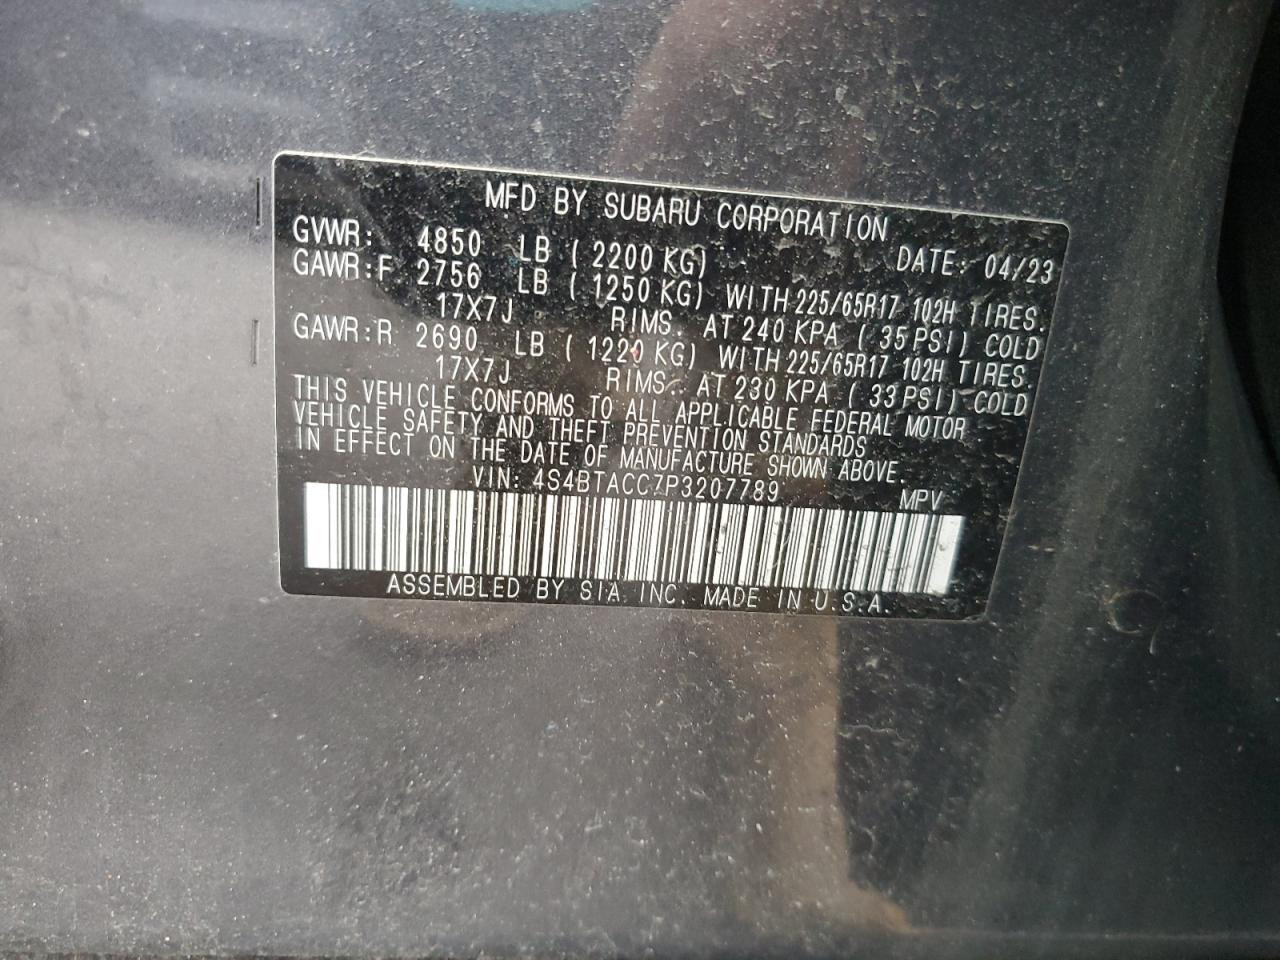 MFD BY SUBARU CORPORATION
GVWR: 4850 LB ( 2200 KG) DATE: 04/23
GAWR:F 2756 LB ( 1250 KG) WITH 225/65R17 102H TIRES.
17X7J RIMS. AT 240 KPA ( 35 PSI) COLD
GAWR:R 2690 LB ( 1220 KG) WITH 225/65R17 102H TIRES.
17X7J RIMS. AT 230 KPA ( 33 PSI) COLD
THIS VEHICLE CONFORMS TO ALL APPLICABLE FEDERAL MOTOR
VEHICLE SAFETY AND THEFT PREVENTION STANDARDS
IN EFFECT ON THE DATE OF MANUFACTURE SHOWN ABOVE.
VIN: 4S4BTACC7P3207789 MPV
ASSEMBLED BY SIA INC. MADE IN U.S.A.